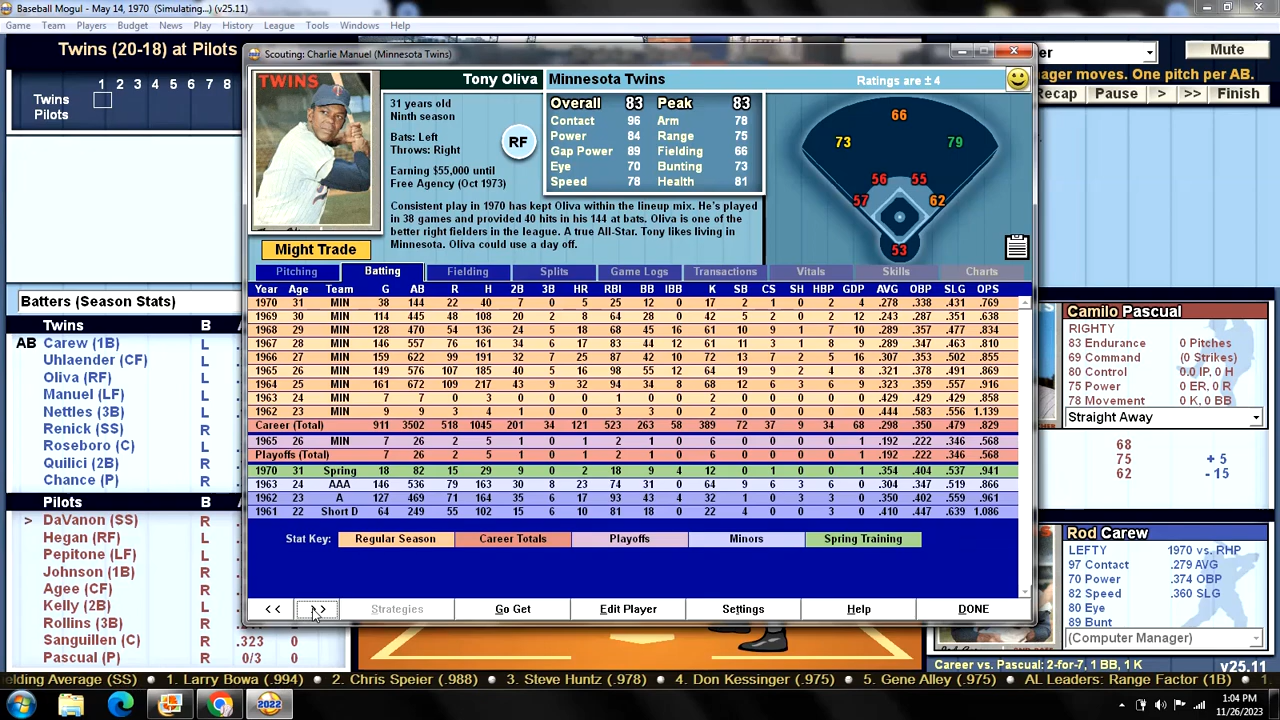 Baseball Mogul - May 14, 1970 (Simulating...) (v25.11)
Game Team Players Budget News Play History League Tools Windows Help
Twins (20-18) at Pilots
1 2 3 4 5 6 7 8
Twins
Pilots
Mute
nager moves. One pitch per AB.
Recap Pause > >> Finish
Scouting: Charlie Manuel (Minnesota Twins)
TWINS
Tony Oliva
Minnesota Twins
Ratings are ± 4
31 years old
Ninth season
Bats: Left
Throws: Right
Earning $55,000 until
Free Agency (Oct 1973)
RF
Overall 83 Peak 83
Contact 96 Arm 78
Power 84 Range 75
Gap Power 89 Fielding 66
Eye 70 Bunting 73
Speed 78 Health 81
66
73 79
56 55
57 62
53
Consistent play in 1970 has kept Oliva within the lineup mix. He's played
in 38 games and provided 40 hits in his 144 at bats. Oliva is one of the
better right fielders in the league. A true All-Star. Tony likes living in
Minnesota. Oliva could use a day off.
Might Trade
Pitching Batting Fielding Splits Game Logs Transactions Vitals Skills Charts
Year Age Team G AB R H 2B 3B HR RBI BB IBB K SB CS SH HBP GDP AVG OBP SLG OPS
1970 31 MIN 38 144 22 40 7 0 5 25 12 0 17 2 1 0 2 4 .278 .338 .431 .769
1969 30 MIN 114 445 48 108 20 2 8 64 28 0 42 5 2 0 2 12 .243 .287 .351 .638
1968 29 MIN 128 470 54 136 24 5 18 68 45 16 61 10 9 1 7 10 .289 .357 .477 .834
1967 28 MIN 146 557 76 161 34 6 17 83 44 12 61 11 3 1 8 9 .289 .347 .463 .810
1966 27 MIN 159 622 99 191 32 7 25 87 42 10 72 13 7 2 5 16 .307 .353 .502 .855
1965 26 MIN 149 576 107 185 40 5 16 98 55 12 64 13 9 2 4 8 .321 .378 .491 .869
1964 25 MIN 161 672 109 217 43 9 32 94 34 8 68 12 6 3 6 9 .323 .359 .557 .916
1963 24 MIN 7 7 0 3 0 0 0 1 0 0 2 0 0 0 0 0 .429 .429 .429 .858
1962 23 MIN 9 9 3 4 1 0 0 3 3 0 2 0 0 0 0 0 .444 .583 .556 1.139
Career (Total) 911 3502 518 1045 201 34 121 523 263 58 389 72 37 9 34 68 .298 .350 .479 .829
1965 26 MIN 7 26 2 5 1 0 1 2 1 0 6 0 0 0 0 1 .192 .222 .346 .568
Playoffs (Total) 7 26 2 5 1 0 1 2 1 0 6 0 0 0 0 1 .192 .222 .346 .568
1970 31 Spring 18 82 15 29 9 0 2 18 9 4 12 0 1 0 0 1 .354 .404 .537 .941
1963 24 AAA 146 536 79 163 30 8 23 74 31 0 64 9 6 3 6 0 .304 .347 .519 .866
1962 23 A 127 469 71 164 35 6 17 93 43 4 32 1 0 3 0 0 .350 .402 .559 .961
1961 22 Short D 64 249 55 102 15 6 10 81 18 0 22 4 0 0 3 0 .410 .447 .639 1.086
Stat Key: Regular Season Career Totals Playoffs Minors Spring Training
<< >> Strategies Go Get Edit Player Settings Help DONE
Batters (Season Stats)
Twins B
AB Carew (1B) L
Uhlaender (CF) L
Oliva (RF) L
Manuel (LF) L
Nettles (3B) L
Renick (SS) R
Roseboro (C) L
Quilici (2B) R
Chance (P) R
Pilots B
> DaVanon (SS) R
Hegan (RF) L
Pepitone (LF) L
Johnson (1B) R
Agee (CF) R
Kelly (2B) L
Rollins (3B) R
Sanguillen (C) R .323 0
Pascual (P) R 0/3 0
Camilo Pascual
RIGHTY
83 Endurance 0 Pitches
69 Command (0 Strikes)
80 Control 0.0 IP, 0 H
75 Power 0 ER, 0 R
78 Movement 0 K, 0 BB
Straight Away
68
75 + 5
62 - 15
Rod Carew
LEFTY 1970 vs. RHP
97 Contact .279 AVG
70 Power .374 OBP
82 Speed .360 SLG
80 Eye
89 Bunt
(Computer Manager)
Career vs. Pascual: 2-for-7, 1 BB, 1 K
v25.11
elding Average (SS) 1. Larry Bowa (.994) 2. Chris Speier (.988) 3. Steve Huntz (.978) 4. Don Kessinger (.975) 5. Gene Alley (.975) AL Leaders: Range Factor (1B) 1.
2022
1:04 PM
11/26/2023